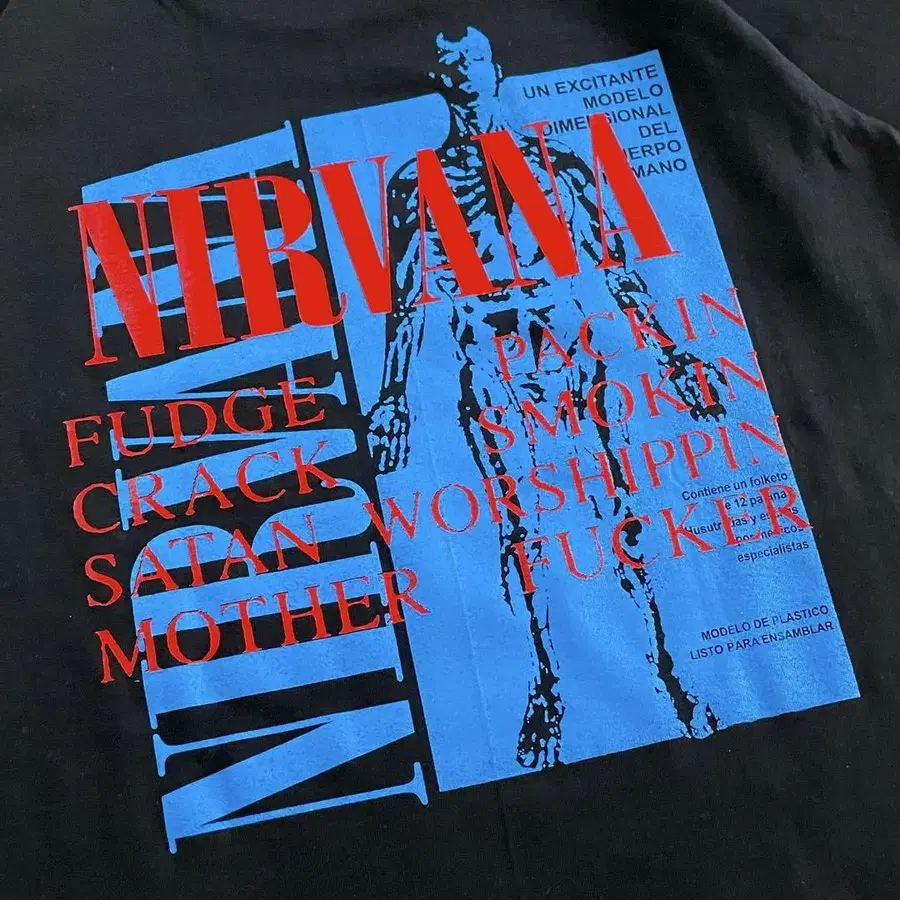 UN EXCITANTE
MODELO
DIMENSIONAL
DEL
CUERPO
HUMANO
NIRVANA
NIRVANA
FUDGE PACKIN
CRACK SMOKIN
SATAN WORSHIPPIN
MOTHER FUCKER
Contiene un folketo
de 12 paginas
y
especialistas
MODELO DE PLASTICO
LISTO PARA ENSAMBLAR